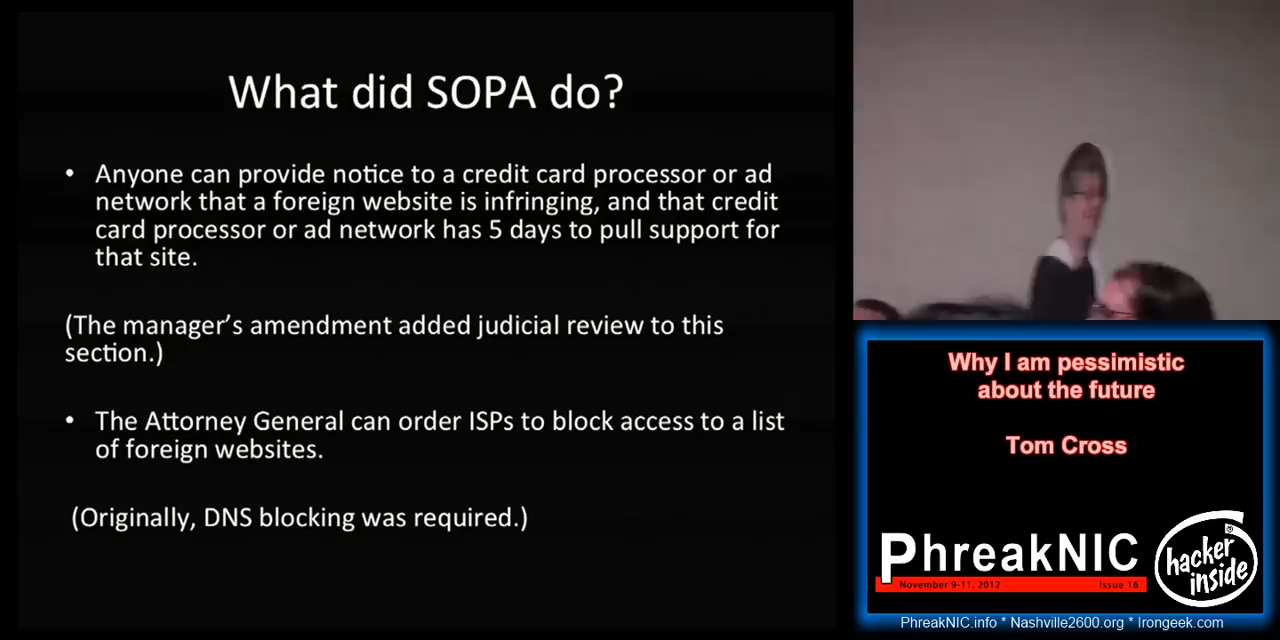 What did SOPA do?
• Anyone can provide notice to a credit card processor or ad
network that a foreign website is infringing, and that credit
card processor or ad network has 5 days to pull support for
that site.
(The manager’s amendment added judicial review to this
section.)
• The Attorney General can order ISPs to block access to a list
of foreign websites.
(Originally, DNS blocking was required.)
Why I am pessimistic
about the future
Tom Cross
PhreakNIC
November 9-11, 2012 Issue 16
hacker
inside
PhreakNIC.info * Nashville2600.org * Irongeek.com